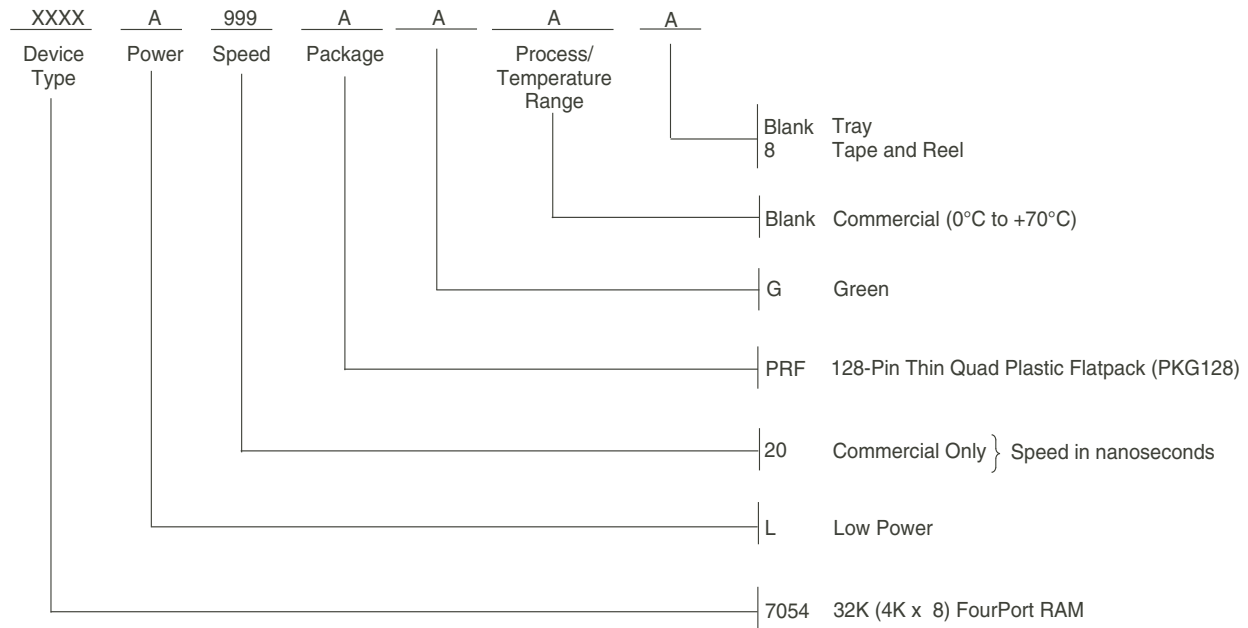 XXXX A 999 A A A A
Device Type Power Speed Package Process/ Temperature Range
Blank Tray
8 Tape and Reel
Blank Commercial (0°C to +70°C)
G Green
PRF 128-Pin Thin Quad Plastic Flatpack (PKG128)
20 Commercial Only } Speed in nanoseconds
L Low Power
7054 32K (4K x 8) FourPort RAM